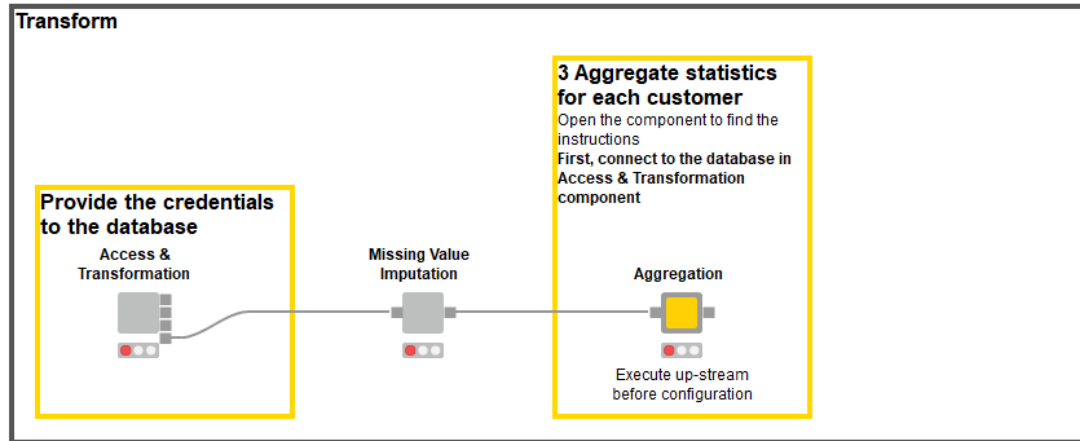 Transform
3 Aggregate statistics
for each customer
Open the component to find the
instructions
First, connect to the database in
Access & Transformation
component
Provide the credentials
to the database
Access &
Transformation
Missing Value
Imputation
Aggregation
Execute up-stream
before configuration